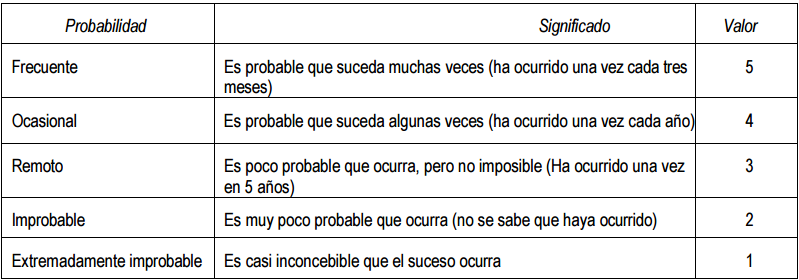 Probabilidad Significado Valor
Frecuente Es probable que suceda muchas veces (ha ocurrido una vez cada tres 5
meses)
Ocasional Es probable que suceda algunas veces (ha ocurrido una vez cada año) 4
Remoto Es poco probable que ocurra, pero no imposible (Ha ocurrido una vez 3
en 5 años)
Improbable Es muy poco probable que ocurra (no se sabe que haya ocurrido) 2
Extremadamente improbable Es casi inconcebible que el suceso ocurra 1